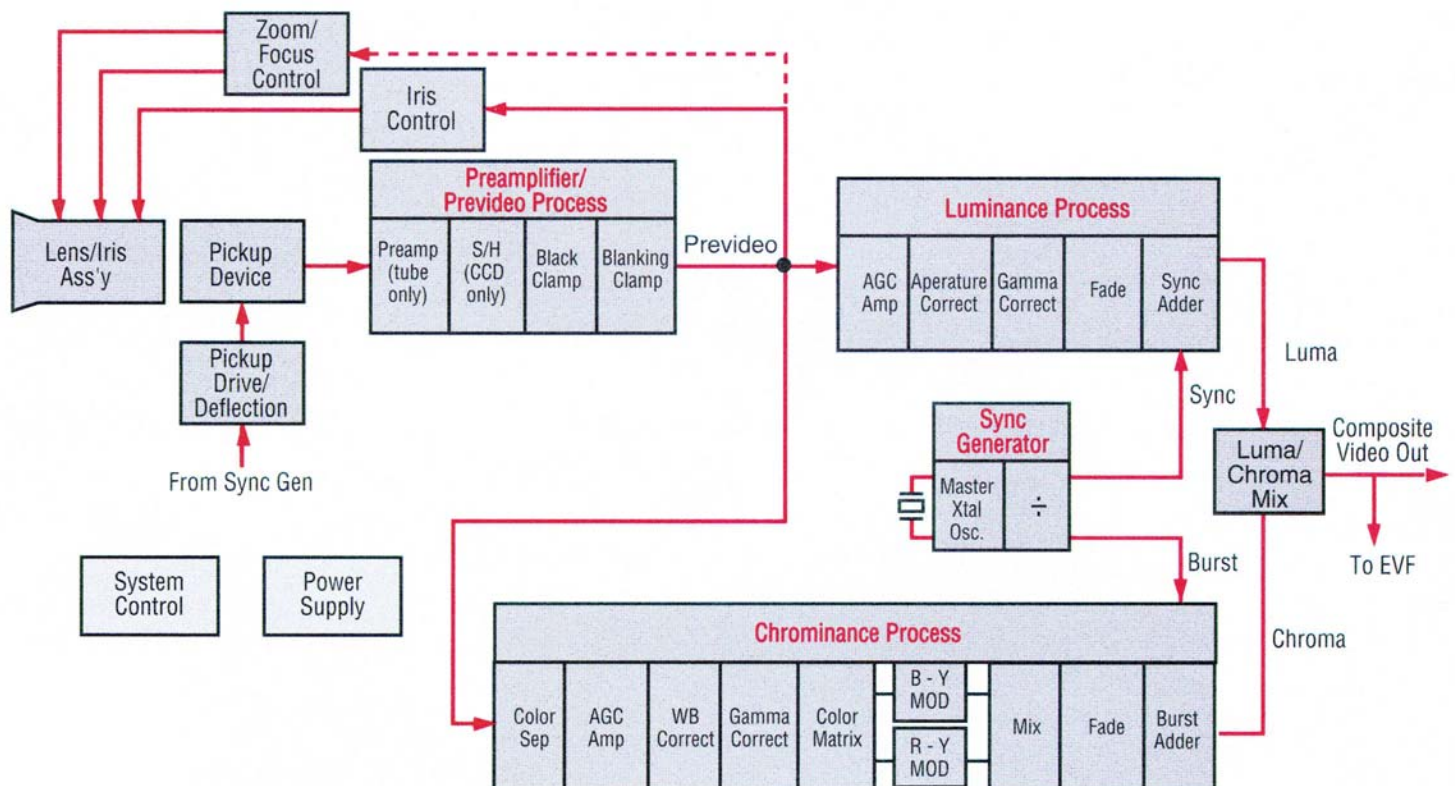 Zoom/
Focus
Control
Iris
Control
Lens/Iris
Ass'y
Pickup
Device
Pickup
Drive/
Deflection
From Sync Gen
Preamplifier/
Prevideo Process
Preamp
(tube
only)
S/H
(CCD
only)
Black
Clamp
Blanking
Clamp
Prevideo
Luminance Process
AGC
Amp
Aperature
Correct
Gamma
Correct
Fade
Sync
Adder
Luma
Sync
Sync
Generator
Master
Xtal
Osc.
÷
Burst
Luma/
Chroma
Mix
Composite
Video Out
To EVF
Chroma
System
Control
Power
Supply
Chrominance Process
Color
Sep
AGC
Amp
WB
Correct
Gamma
Correct
Color
Matrix
B - Y
MOD
R - Y
MOD
Mix
Fade
Burst
Adder